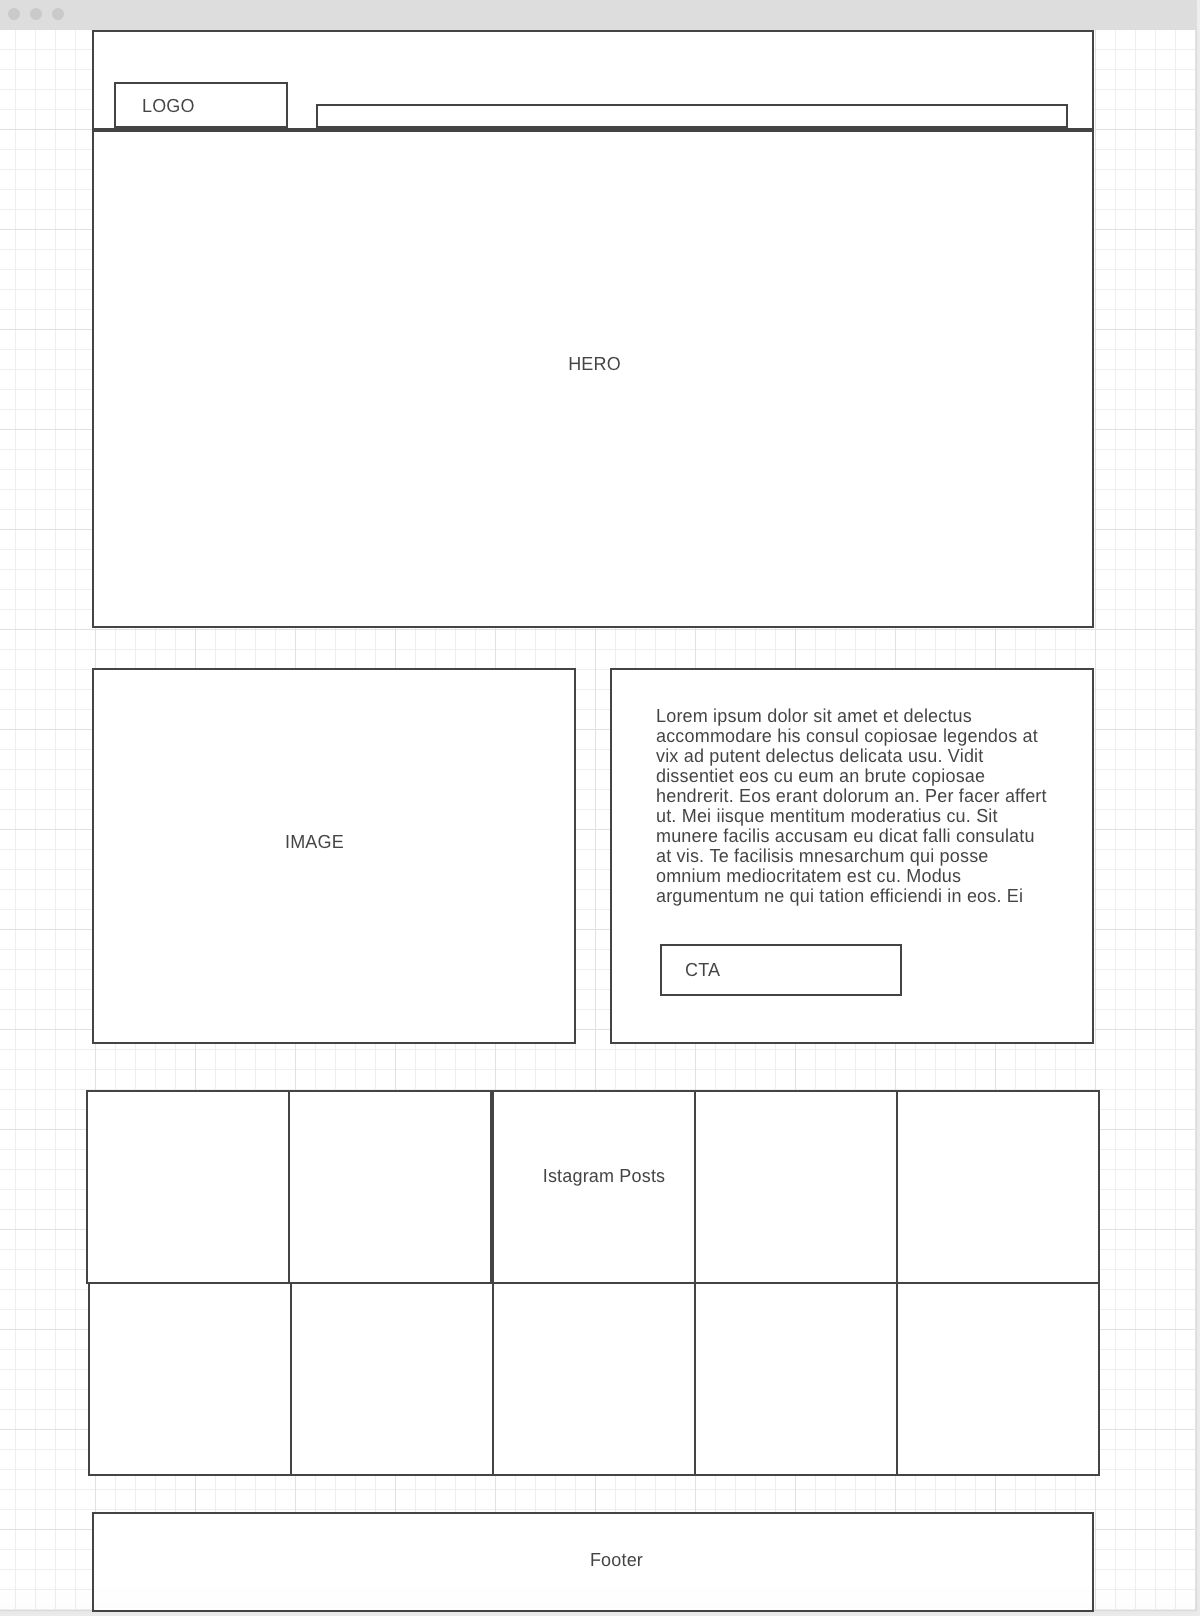 LOGO
HERO
IMAGE
Lorem ipsum dolor sit amet et delectus
accommodare his consul copiosae legendos at
vix ad putent delectus delicata usu. Vidit
dissentiet eos cu eum an brute copiosae
hendrerit. Eos erant dolorum an. Per facer affert
ut. Mei iisque mentitum moderatius cu. Sit
munere facilis accusam eu dicat falli consulatu
at vis. Te facilisis mnesarchum qui posse
omnium mediocritatem est cu. Modus
argumentum ne qui tation efficiendi in eos. Ei
CTA
Istagram Posts
Footer